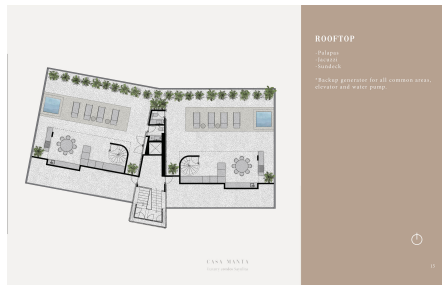 ROOFTOP
-Palapas
-Jacuzzi
-Sundeck
*Backup generator for all common areas,
elevator and water pump.
CASA MANTA